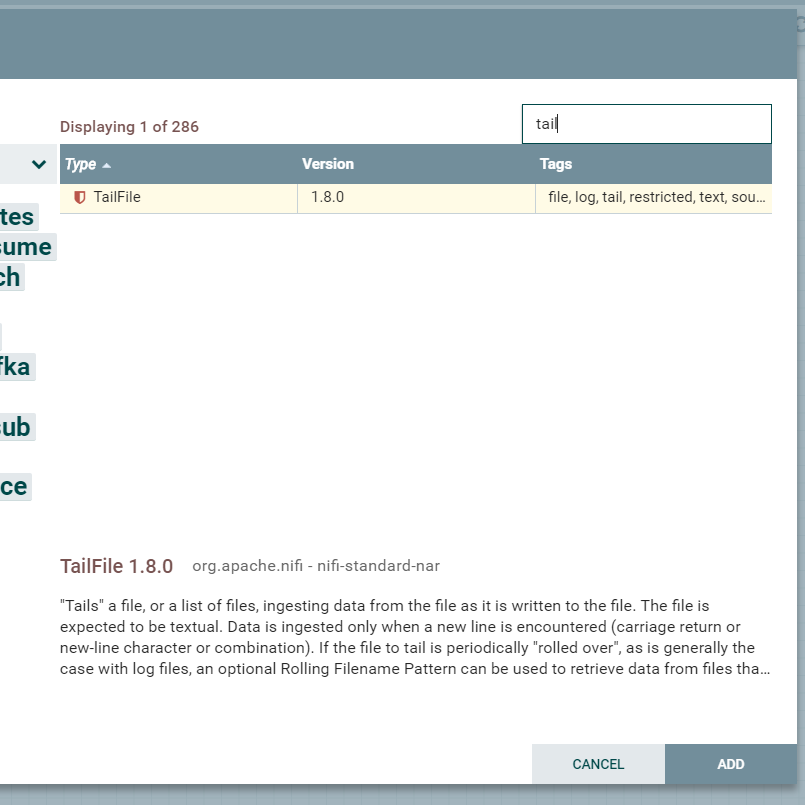 Displaying 1 of 286
tail
Type
Version
Tags
TailFile
1.8.0
file, log, tail, restricted, text, sou...
tes
sume
ch
fka
sub
ce
TailFile 1.8.0 org.apache.nifi - nifi-standard-nar
"Tails" a file, or a list of files, ingesting data from the file as it is written to the file. The file is
expected to be textual. Data is ingested only when a new line is encountered (carriage return or
new-line character or combination). If the file to tail is periodically "rolled over", as is generally the
case with log files, an optional Rolling Filename Pattern can be used to retrieve data from files tha...
CANCEL
ADD